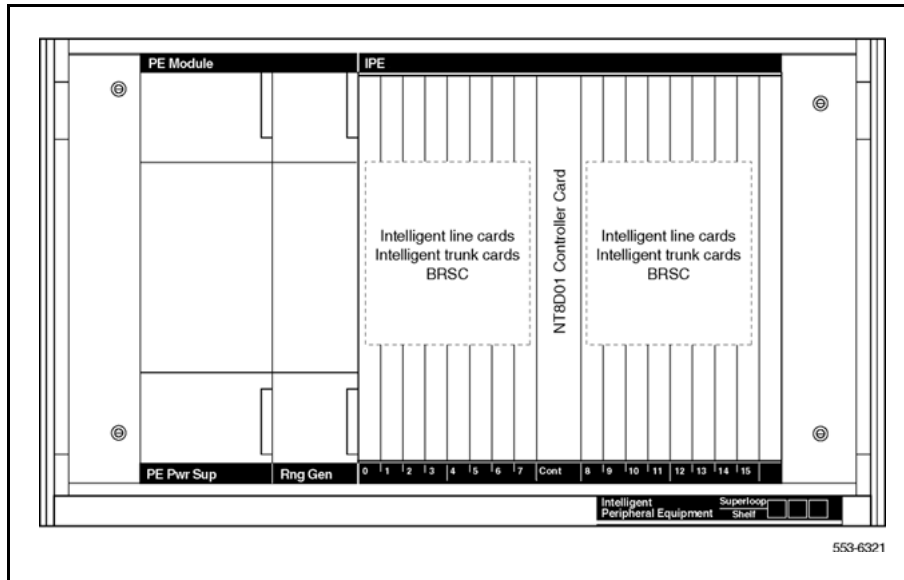 PE Module
IPE
Intelligent line cards
Intelligent trunk cards
BRSC
NT8D01 Controller Card
Intelligent line cards
Intelligent trunk cards
BRSC
PE Pwr Sup
Rng Gen
0 1 2 3 4 5 6 7 Cont 8 9 10 11 12 13 14 15
Intelligent
Peripheral Equipment
Superloop
Shelf
553-6321